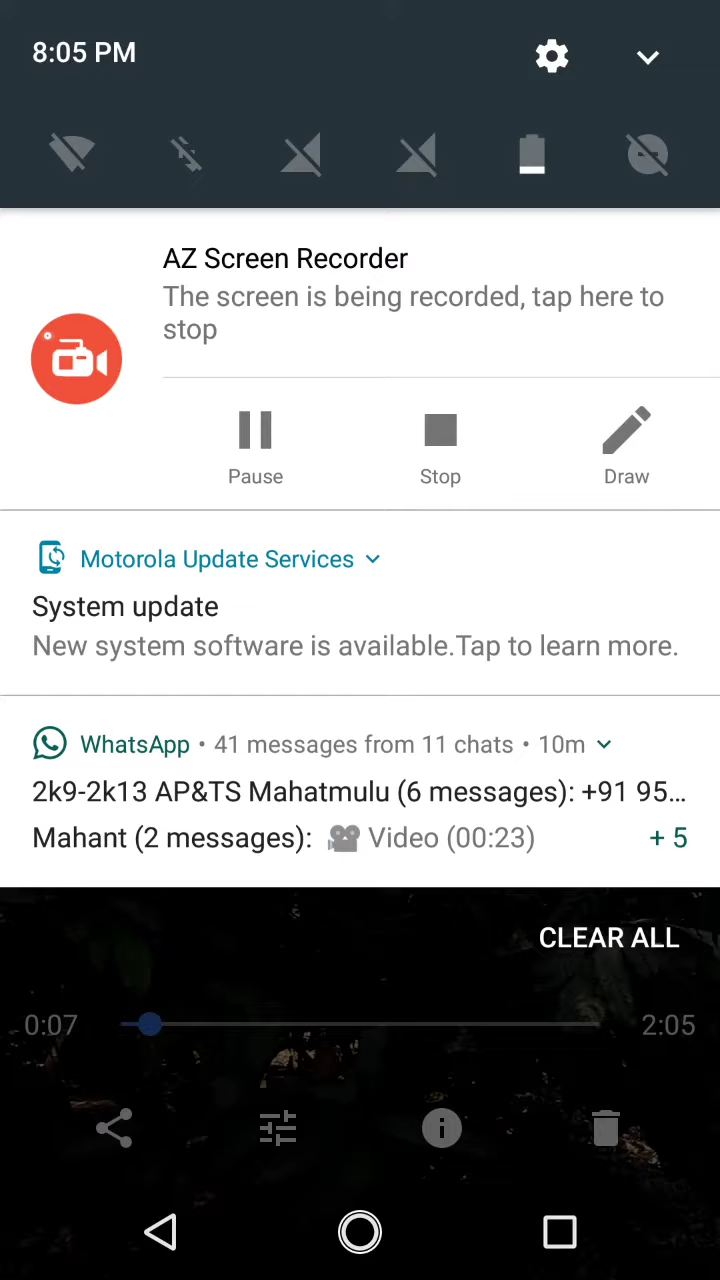 8:05 PM
AZ Screen Recorder
The screen is being recorded, tap here to
stop
Pause Stop Draw
Motorola Update Services
System update
New system software is available.Tap to learn more.
WhatsApp • 41 messages from 11 chats • 10m
2k9-2k13 AP&TS Mahatmulu (6 messages): +91 95...
Mahant (2 messages): 🎥 Video (00:23) + 5
CLEAR ALL
0:07 2:05